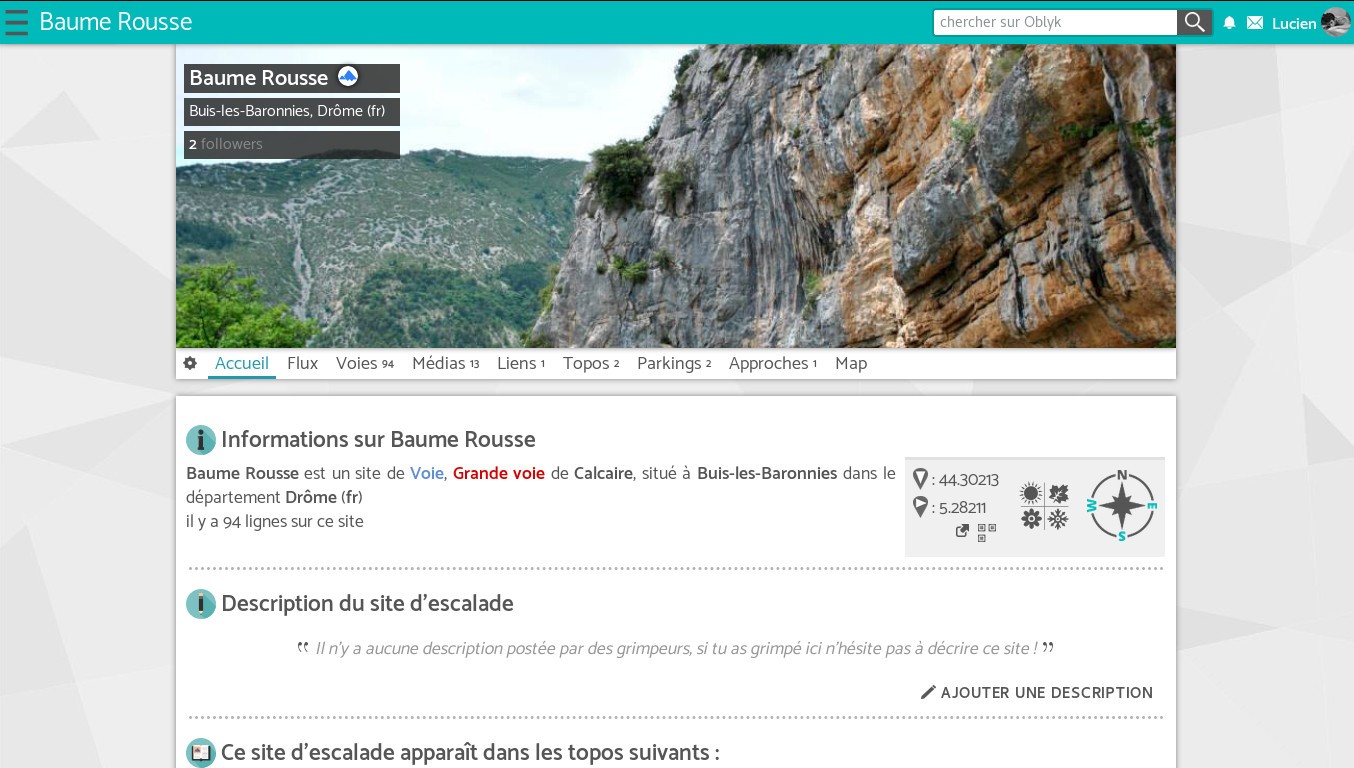 Baume Rousse
chercher sur Oblyk
Lucien
Baume Rousse
Buis-les-Baronnies, Drôme (fr)
2 followers
Accueil Flux Voies 94 Médias 13 Liens 1 Topos 2 Parkings 2 Approches 1 Map
Informations sur Baume Rousse
Baume Rousse est un site de Voie, Grande voie de Calcaire, situé à Buis-les-Baronnies dans le
département Drôme (fr)
il y a 94 lignes sur ce site
: 44.30213
: 5.28211
N
W E
S
Description du site d'escalade
" Il n'y a aucune description postée par des grimpeurs, si tu as grimpé ici n'hésite pas à décrire ce site ! "
AJOUTER UNE DESCRIPTION
Ce site d'escalade apparaît dans les topos suivants :